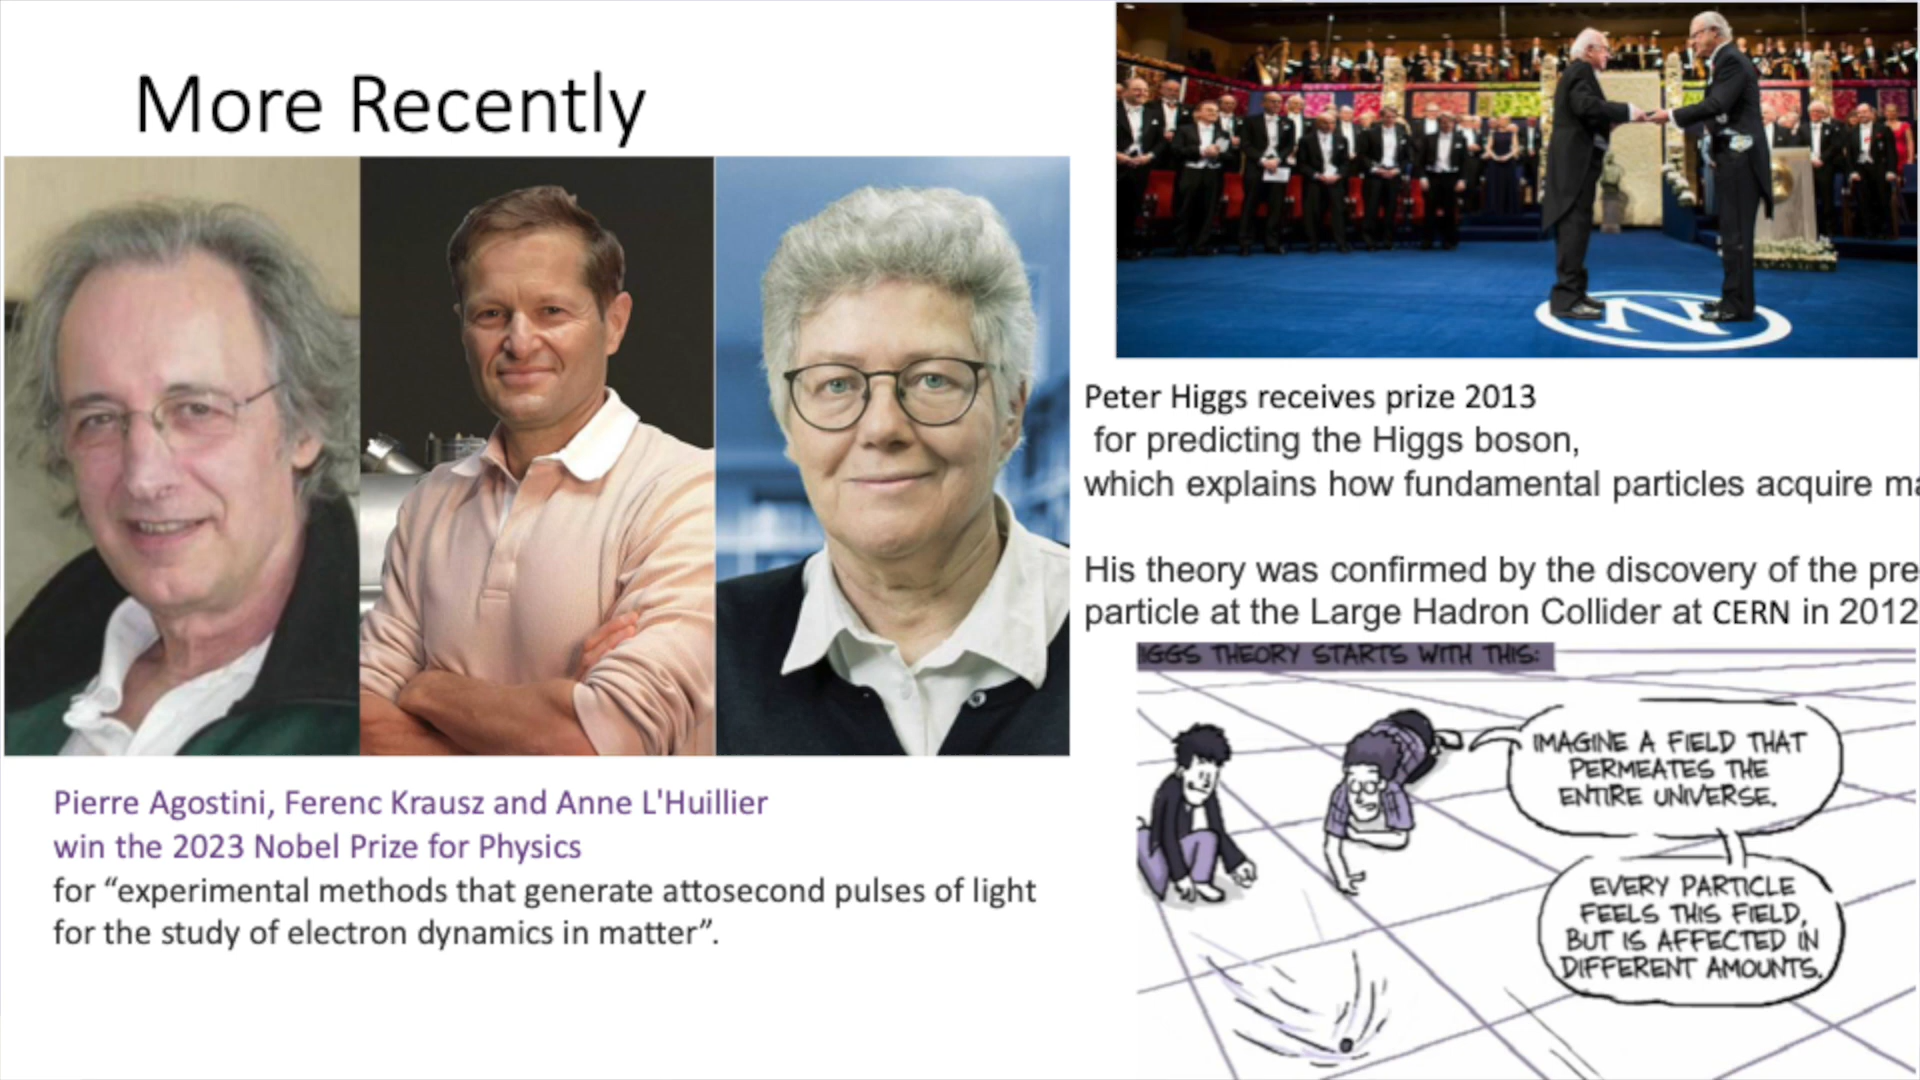 More Recently
Pierre Agostini, Ferenc Krausz and Anne L'Huillier
win the 2023 Nobel Prize for Physics
for “experimental methods that generate attosecond pulses of light
for the study of electron dynamics in matter”.
N
Peter Higgs receives prize 2013
for predicting the Higgs boson,
which explains how fundamental particles acquire
His theory was confirmed by the discovery of the
particle at the Large Hadron Collider at CERN in 2012
IGGS THEORY STARTS WITH THIS:
IMAGINE A FIELD THAT
PERMEATES THE
ENTIRE UNIVERSE.
EVERY PARTICLE
FEELS THIS FIELD,
BUT IS AFFECTED IN
DIFFERENT AMOUNTS.